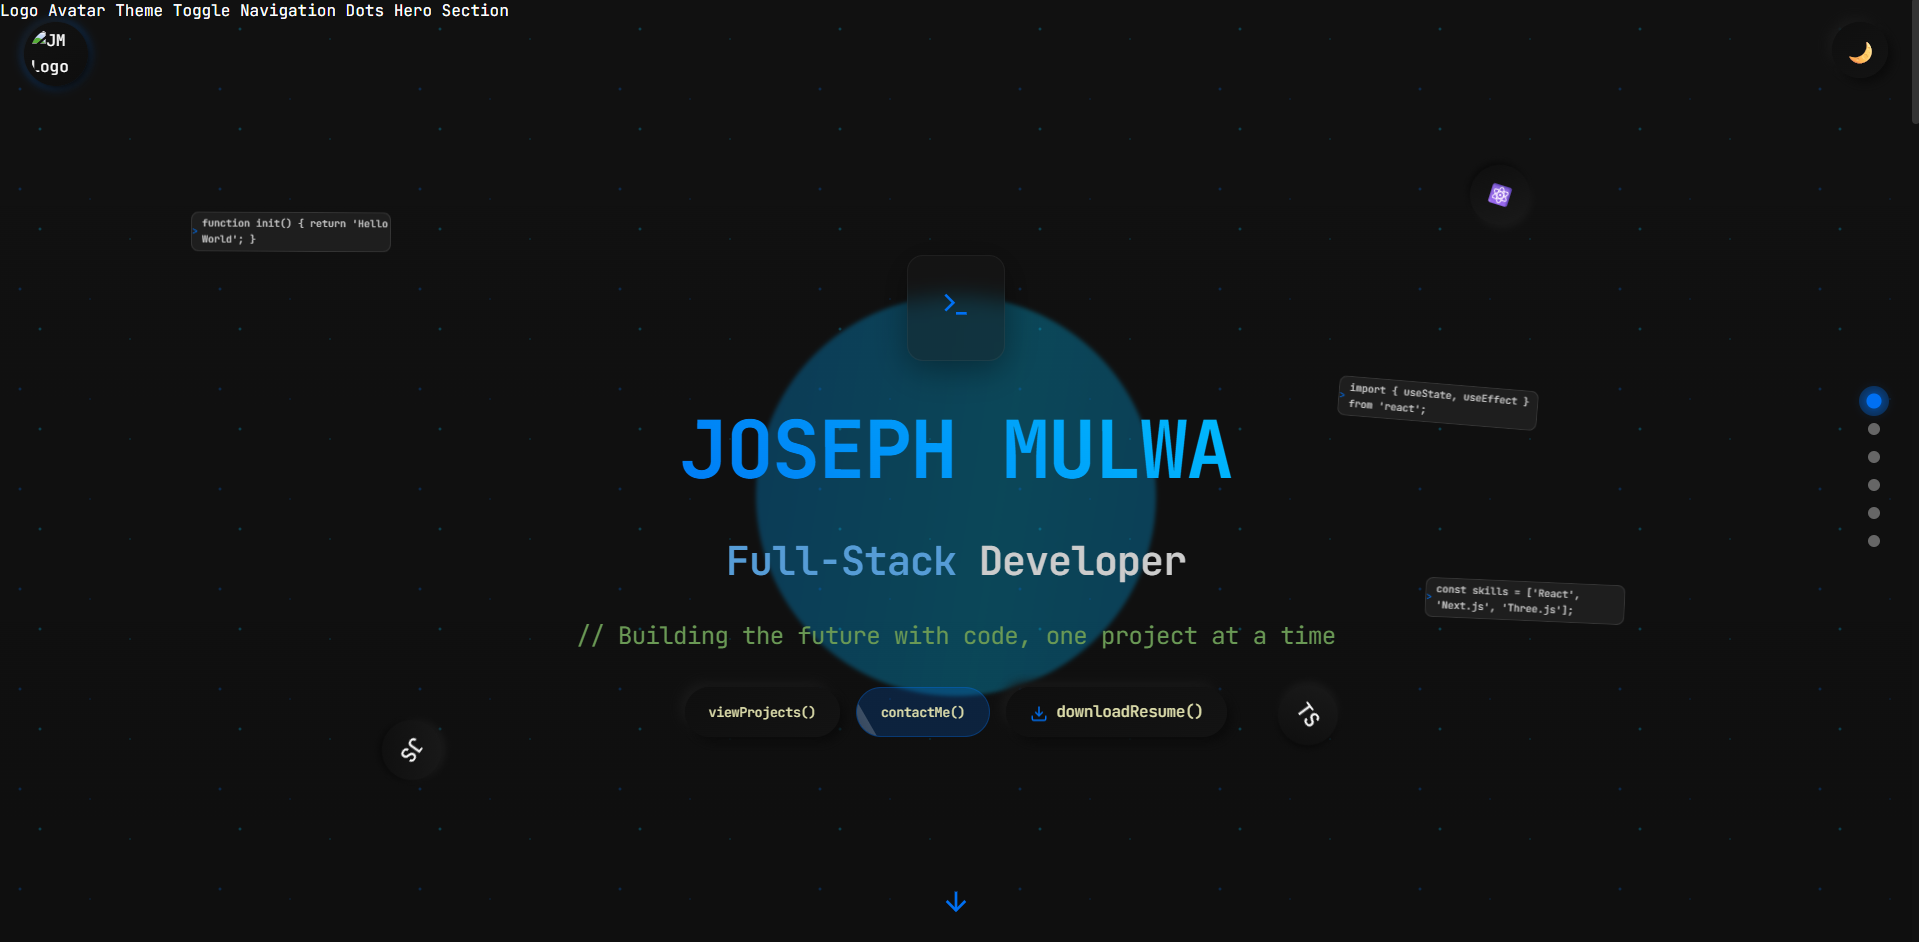 Logo Avatar Theme Toggle Navigation Dots Hero Section
JM
Logo
function init() { return 'Hello
World'; }
>_
import { useState, useEffect }
from 'react';
JOSEPH MULWA
Full-Stack Developer
const skills = ['React',
'Next.js', 'Three.js'];
// Building the future with code, one project at a time
viewProjects()
contactMe()
downloadResume()
TS
JS